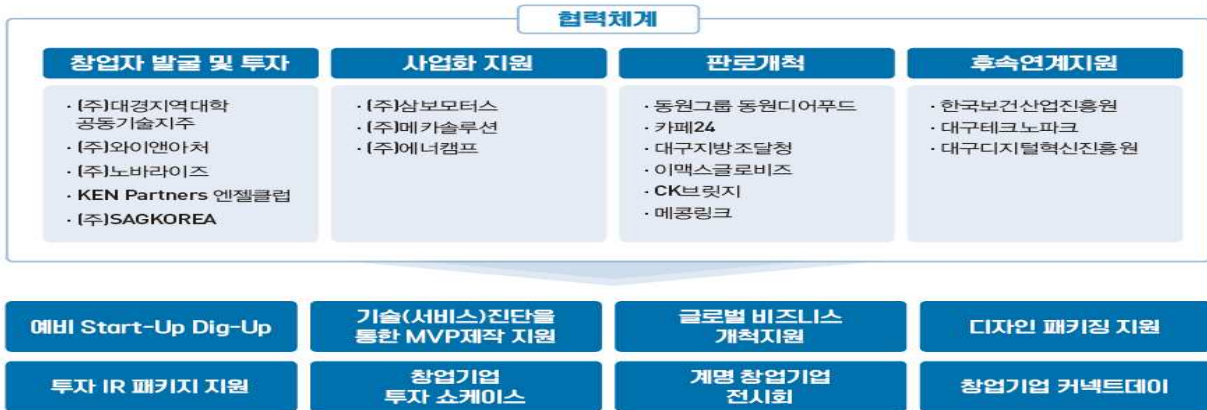 협력체계
창업자 발굴 및 투자
· (주)대경지역대학
공동기술지주
· (주)와이앤아처
· (주)노바라이즈
· KEN Partners 엔젤클럽
· (주)SAGKOREA
사업화 지원
· (주)삼보모터스
· (주)메카솔루션
· (주)에너캠프
판로개척
· 동원그룹 동원디어푸드
· 카페24
· 대구지방조달청
· 이맥스글로비즈
· CK브릿지
· 메콩링크
후속연계지원
· 한국보건산업진흥원
· 대구테크노파크
· 대구디지털혁신진흥원
예비 Start-Up Dig-Up
기술(서비스)진단을
통한 MVP제작 지원
글로벌 비즈니스
개척지원
디자인 패키징 지원
투자 IR 패키지 지원
창업기업
투자 쇼케이스
계명 창업기업
전시회
창업기업 커넥트데이